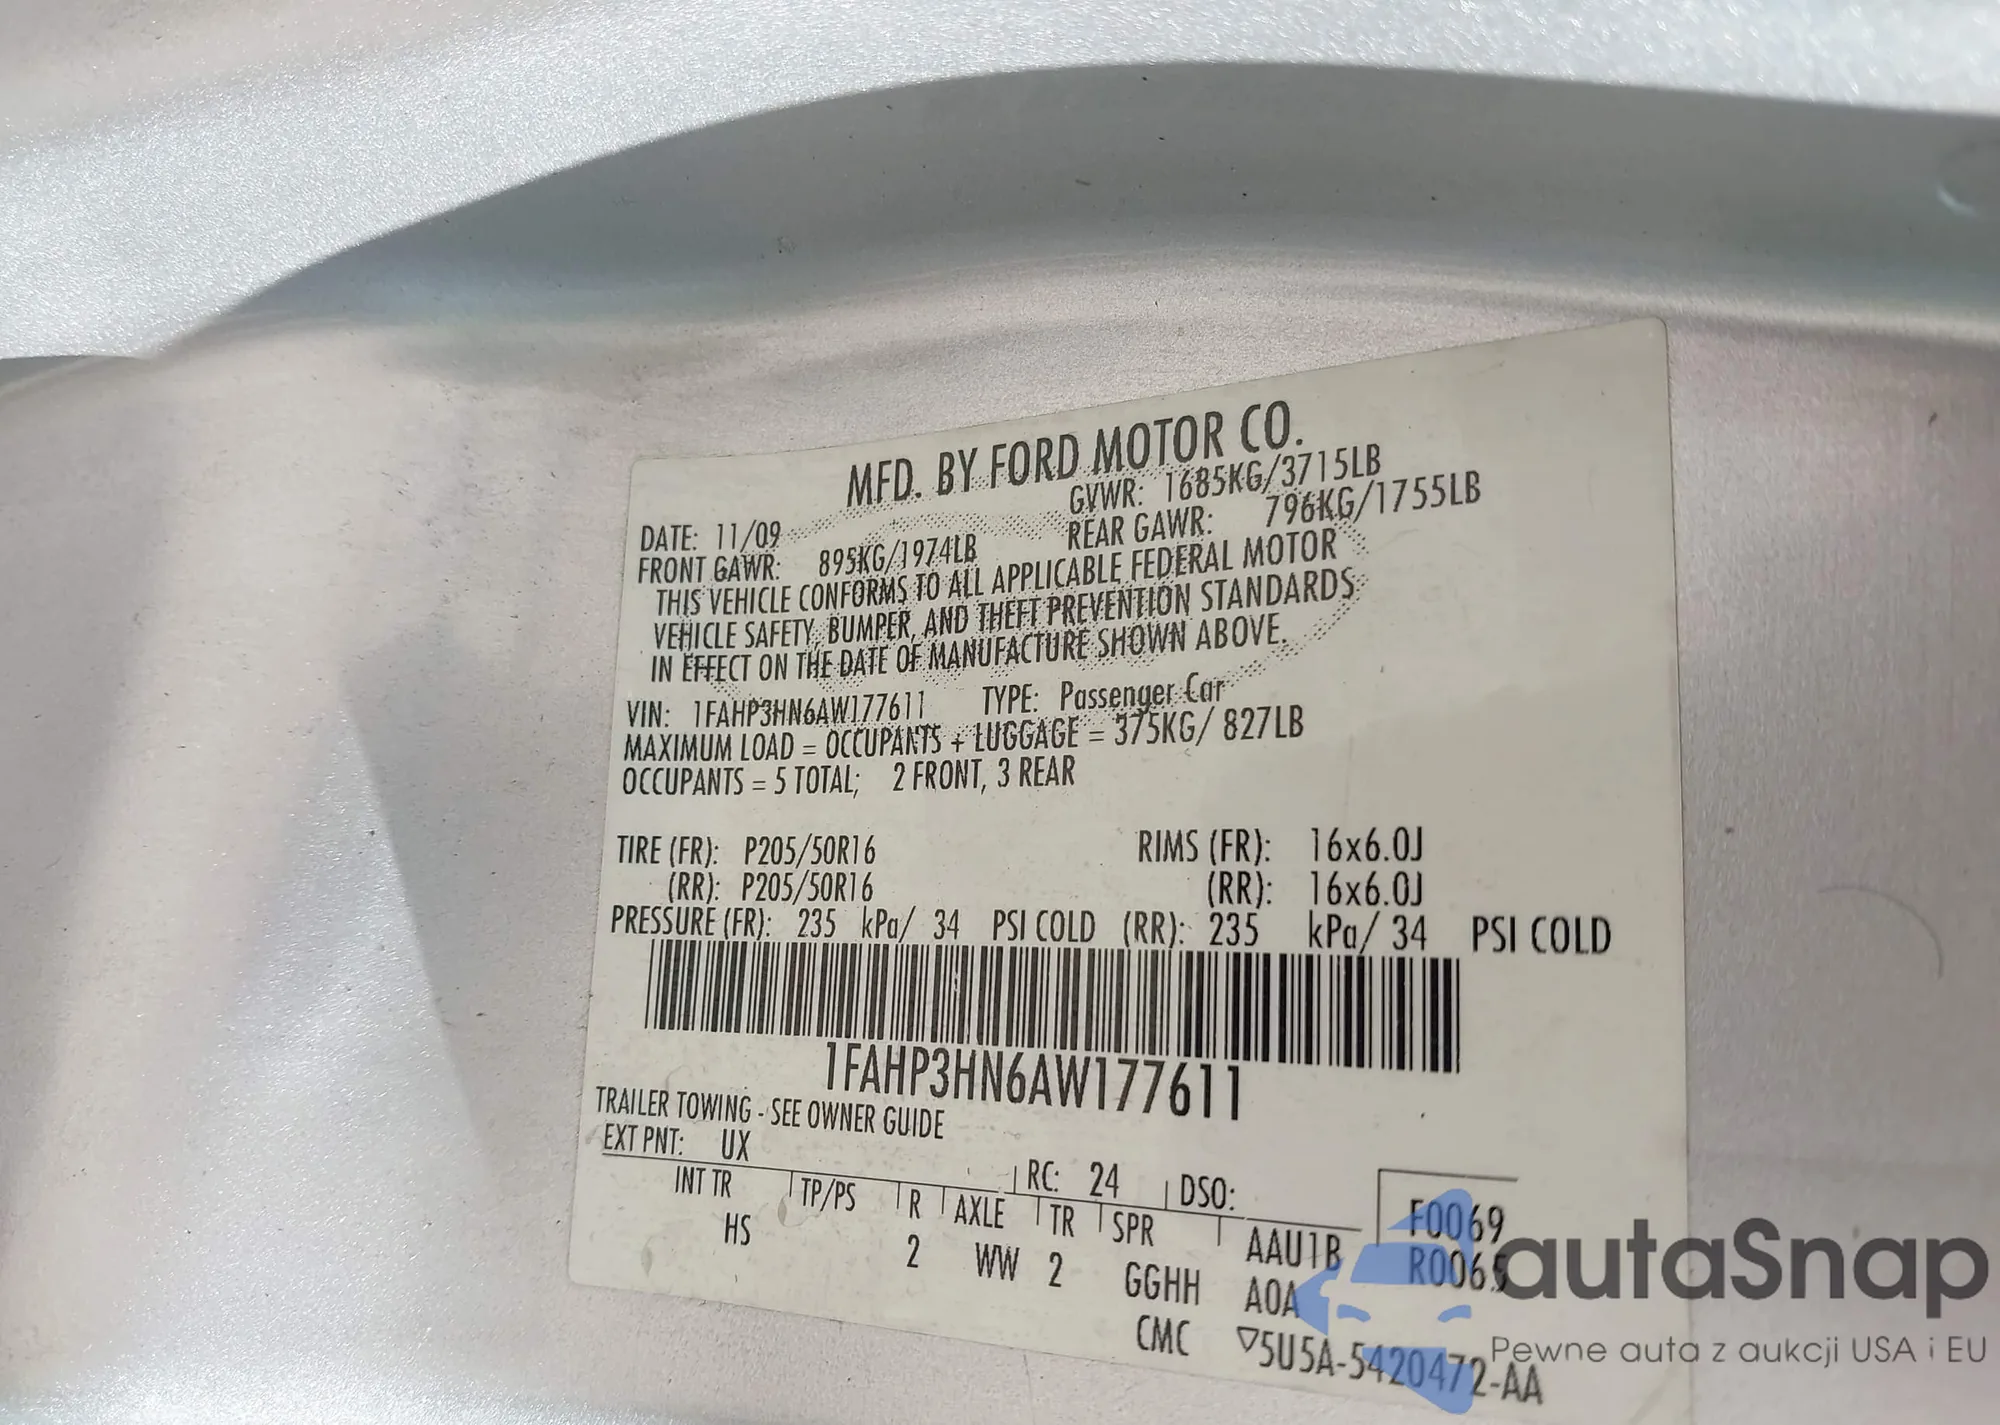 MFD. BY FORD MOTOR CO.
DATE: 11/09 GVWR: 1685KG/3715LB
FRONT GAWR: 895KG/1974LB REAR GAWR: 796KG/1755LB
THIS VEHICLE CONFORMS TO ALL APPLICABLE FEDERAL MOTOR
VEHICLE SAFETY, BUMPER, AND THEFT PREVENTION STANDARDS
IN EFFECT ON THE DATE OF MANUFACTURE SHOWN ABOVE.
VIN: 1FAHP3HN6AW177611 TYPE: Passenger Car
MAXIMUM LOAD = OCCUPANTS + LUGGAGE = 375KG/ 827LB
OCCUPANTS = 5 TOTAL; 2 FRONT, 3 REAR
TIRE (FR): P205/50R16 RIMS (FR): 16x6.0J
(RR): P205/50R16 (RR): 16x6.0J
PRESSURE (FR): 235 kPa/ 34 PSI COLD (RR): 235 kPa/ 34 PSI COLD
1FAHP3HN6AW177611
TRAILER TOWING - SEE OWNER GUIDE
EXT PNT: UX RC: 24 DSO: F0069
INT TR TP/PS R AXLE TR SPR AAU1B R0065
HS 2 WW 2 GGHH AOA
CMC ▽5U5A-5420472-AA
autaSnap
Pewne auta z aukcji USA i EU